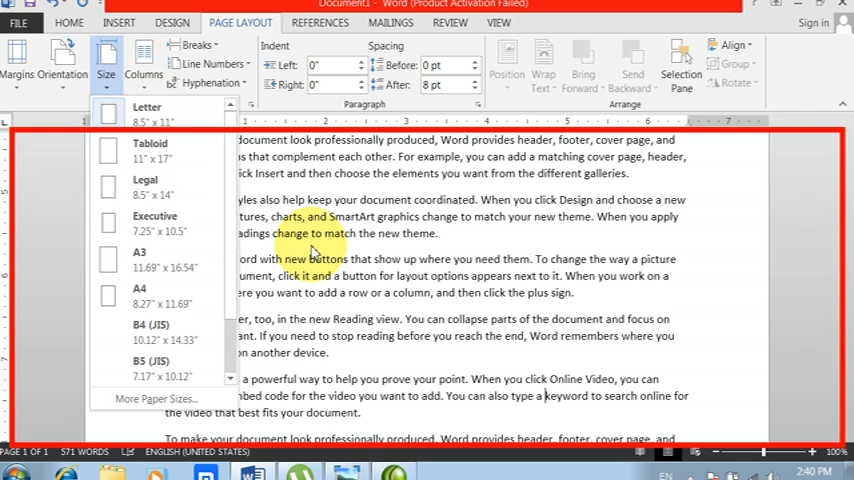 Document1 - Word (Product Activation Failed)
FILE HOME INSERT DESIGN PAGE LAYOUT REFERENCES MAILINGS REVIEW VIEW Sign in
Breaks Indent Spacing Align
Line Numbers Left: 0" Before: 0 pt Group
Margins Orientation Size Columns Hyphenation Right: 0" After: 8 pt Position Wrap Text Bring Forward Send Backward Selection Pane Rotate
Paragraph Arrange
1 2 3 4 5 6 7
Letter
8.5" x 11"
Tabloid
11" x 17"
Legal
8.5" x 14"
Executive
7.25" x 10.5"
A3
11.69" x 16.54"
A4
8.27" x 11.69"
B4 (JIS)
10.12" x 14.33"
B5 (JIS)
7.17" x 10.12"
More Paper Sizes...
document look professionally produced, Word provides header, footer, cover page, and
ns that complement each other. For example, you can add a matching cover page, header,
lick Insert and then choose the elements you want from the different galleries.
yles also help keep your document coordinated. When you click Design and choose a new
tures, charts, and SmartArt graphics change to match your new theme. When you apply
adings change to match the new theme.
ord with new buttons that show up where you need them. To change the way a picture
ument, click it and a button for layout options appears next to it. When you work on a
ere you want to add a row or a column, and then click the plus sign.
er, too, in the new Reading view. You can collapse parts of the document and focus on
ant. If you need to stop reading before you reach the end, Word remembers where you
on another device.
a powerful way to help you prove your point. When you click Online Video, you can
bed code for the video you want to add. You can also type a keyword to search online for
the video that best fits your document.
To make your document look professionally produced, Word provides header, footer, cover page, and
5
6
7
PAGE 1 OF 1 571 WORDS ENGLISH (UNITED STATES) 100%
EN 2:40 PM